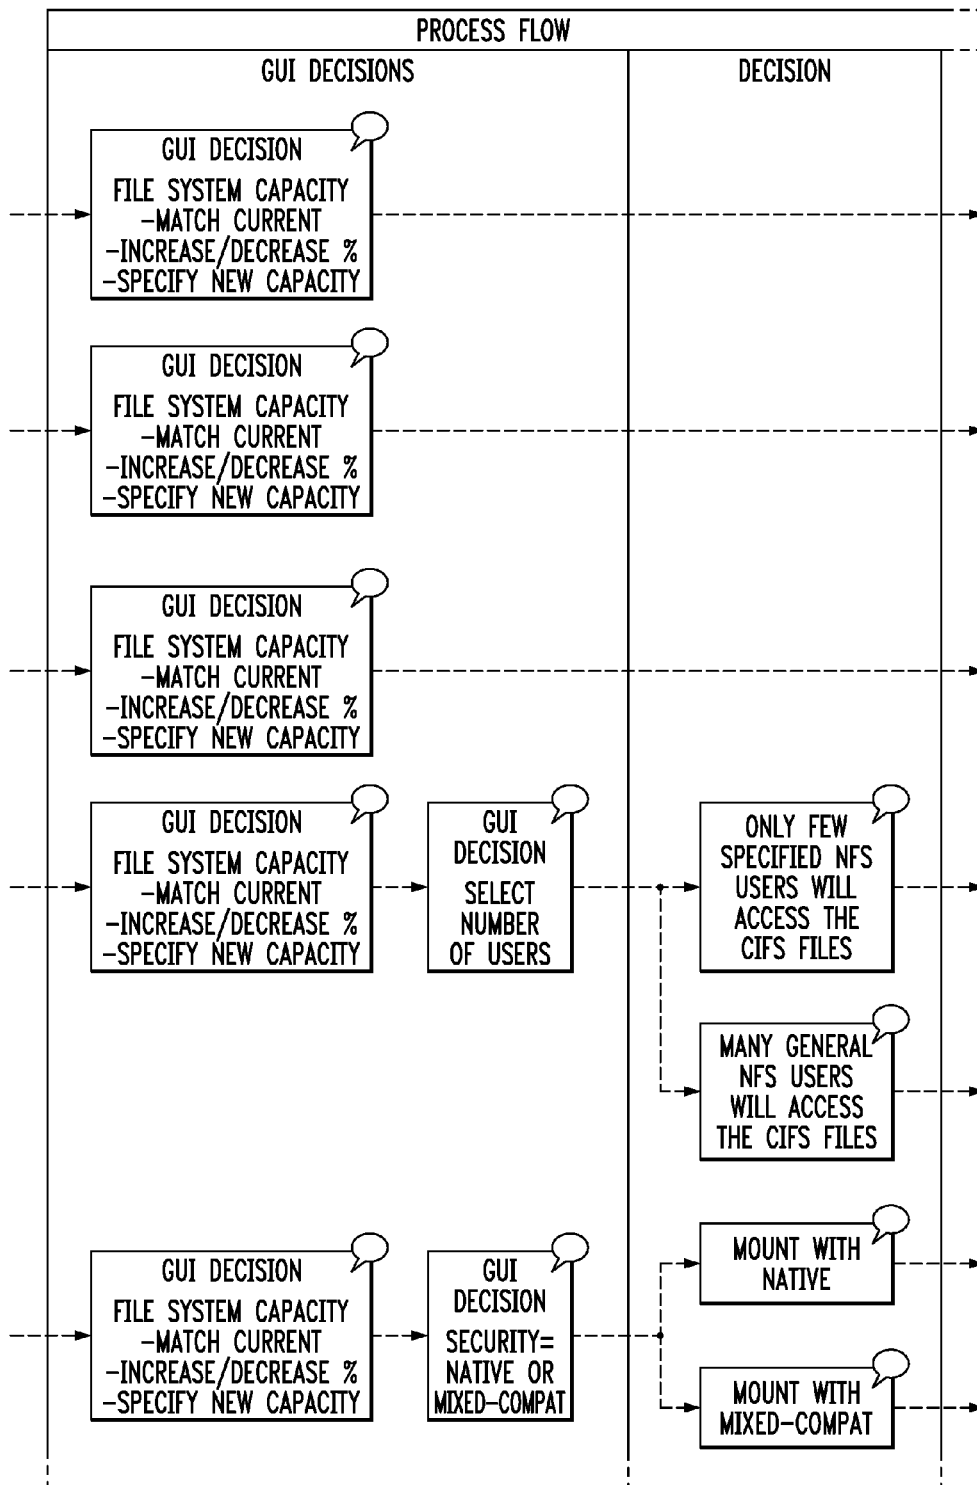 PROCESS FLOW
GUI DECISIONS
DECISION
GUI DECISION
FILE SYSTEM CAPACITY
-MATCH CURRENT
-INCREASE/DECREASE %
-SPECIFY NEW CAPACITY
GUI DECISION
FILE SYSTEM CAPACITY
-MATCH CURRENT
-INCREASE/DECREASE %
-SPECIFY NEW CAPACITY
GUI DECISION
FILE SYSTEM CAPACITY
-MATCH CURRENT
-INCREASE/DECREASE %
-SPECIFY NEW CAPACITY
GUI DECISION
FILE SYSTEM CAPACITY
-MATCH CURRENT
-INCREASE/DECREASE %
-SPECIFY NEW CAPACITY
GUI
DECISION
SELECT
NUMBER
OF USERS
ONLY FEW
SPECIFIED NFS
USERS WILL
ACCESS THE
CIFS FILES
MANY GENERAL
NFS USERS
WILL ACCESS
THE CIFS FILES
GUI DECISION
FILE SYSTEM CAPACITY
-MATCH CURRENT
-INCREASE/DECREASE %
-SPECIFY NEW CAPACITY
GUI
DECISION
SECURITY=
NATIVE OR
MIXED-COMPAT
MOUNT WITH
NATIVE
MOUNT WITH
MIXED-COMPAT